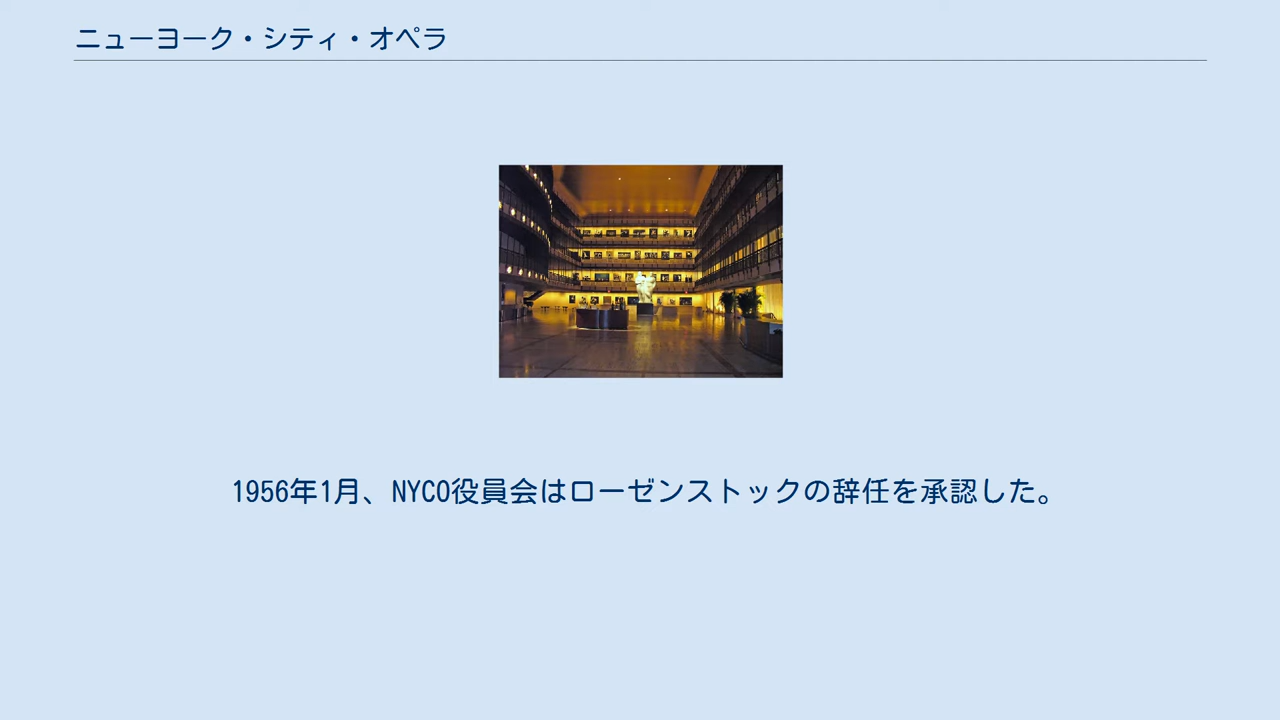 ニューヨーク・シティ・オペラ
1956年1月、NYCO役員会はローゼンストックの辞任を承認した。